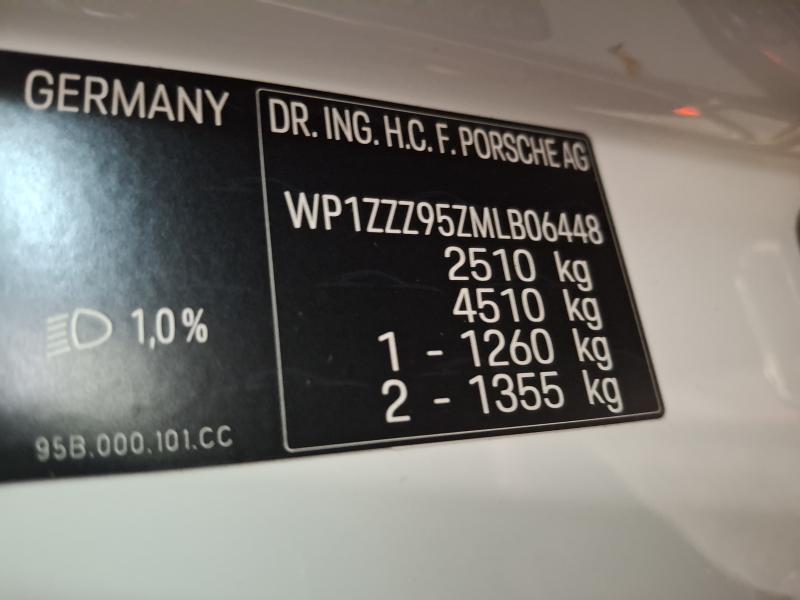 GERMANY
DR. ING. H.C. F. PORSCHE AG
WP1ZZZ95ZMLB06448
2510 kg
4510 kg
1 - 1260 kg
2 - 1355 kg
1,0%
95B.000.101.CC